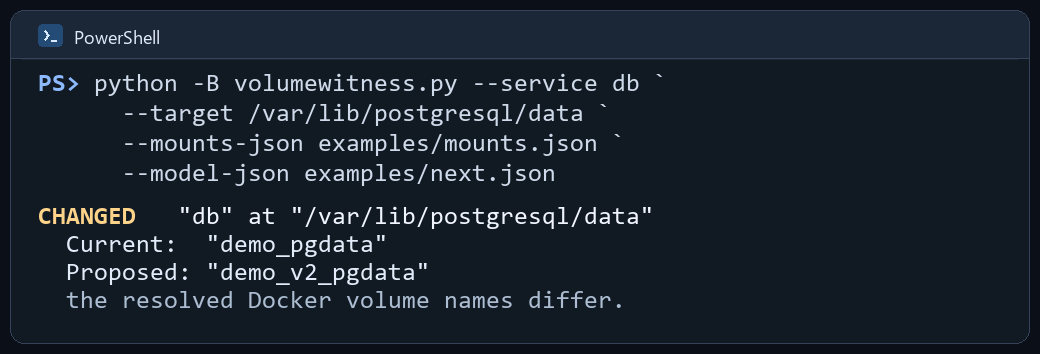 PowerShell
PS> python -B volumewitness.py --service db `
--target /var/lib/postgresql/data `
--mounts-json examples/mounts.json `
--model-json examples/next.json
CHANGED   "db" at "/var/lib/postgresql/data"
Current:  "demo_pgdata"
Proposed: "demo_v2_pgdata"
the resolved Docker volume names differ.